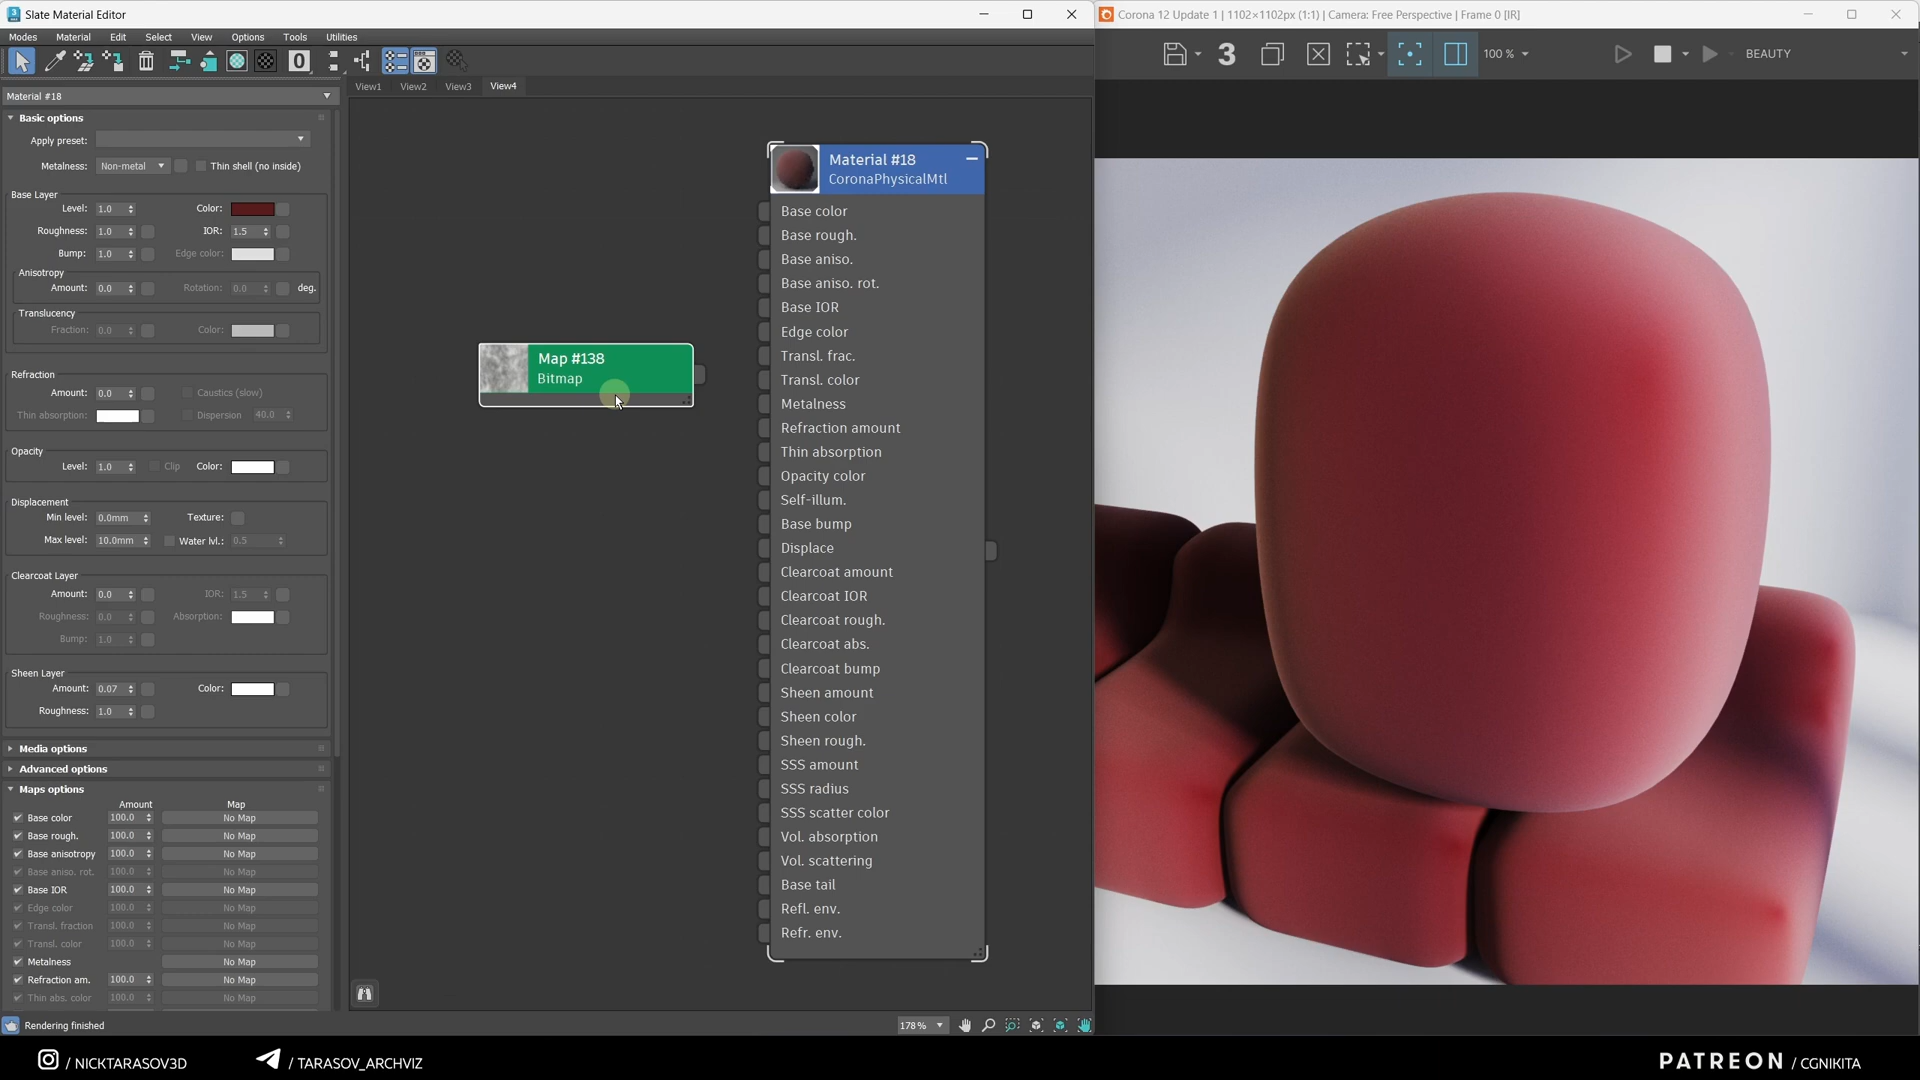 Slate Material Editor
Corona 12 Update 1 | 1102×1102px (1:1) | Camera: Free Perspective | Frame 0 [IR]
Modes Material Edit Select View Options Tools Utilities
0
3
100 %
BEAUTY
View1 View2 View3 View4
Material #18
Basic options
Apply preset:
Metalness: Non-metal Thin shell (no inside)
Base Layer
Level: 1.0 Color:
Roughness: 1.0 IOR: 1.5
Bump: 1.0 Edge color:
Anisotropy
Amount: 0.0 Rotation: 0.0 deg.
Translucency
Fraction: 0.0 Color:
Refraction
Amount: 0.0 Caustics (slow)
Thin absorption: Dispersion 40.0
Opacity
Level: 1.0 Clip Color:
Displacement
Min level: 0.0mm Texture:
Max level: 10.0mm Water lvl.: 0.5
Clearcoat Layer
Amount: 0.0 IOR: 1.5
Roughness: 0.0 Absorption:
Bump: 1.0
Sheen Layer
Amount: 0.07 Color:
Roughness: 1.0
Media options
Advanced options
Maps options
Amount Map
Base color 100.0 No Map
Base rough. 100.0 No Map
Base anisotropy 100.0 No Map
Base aniso. rot. 100.0 No Map
Base IOR 100.0 No Map
Edge color 100.0 No Map
Transl. fraction 100.0 No Map
Transl. color 100.0 No Map
Metalness No Map
Refraction am. 100.0 No Map
Thin abs. color 100.0 No Map
Map #138
Bitmap
Material #18
CoronaPhysicalMtl
Base color
Base rough.
Base aniso.
Base aniso. rot.
Base IOR
Edge color
Transl. frac.
Transl. color
Metalness
Refraction amount
Thin absorption
Opacity color
Self-illum.
Base bump
Displace
Clearcoat amount
Clearcoat IOR
Clearcoat rough.
Clearcoat abs.
Clearcoat bump
Sheen amount
Sheen color
Sheen rough.
SSS amount
SSS radius
SSS scatter color
Vol. absorption
Vol. scattering
Base tail
Refl. env.
Refr. env.
Rendering finished
178%
/ NICKTARASOV3D
/ TARASOV_ARCHVIZ
PATREON / CGNIKITA